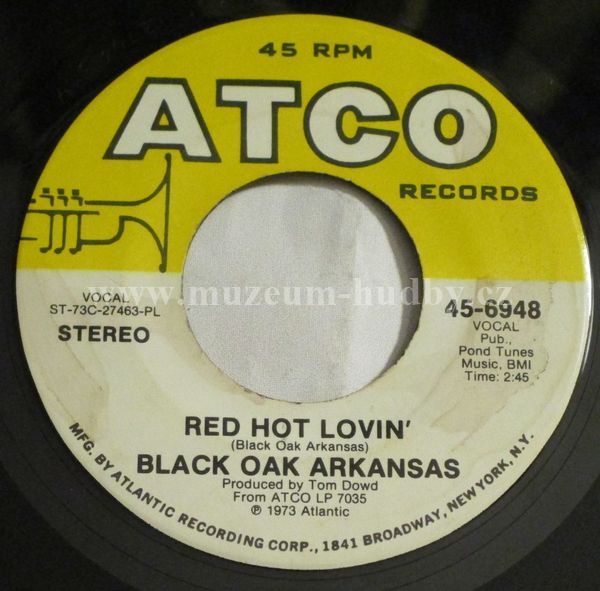 45 RPM
ATCO
RECORDS
www.muzeum-hudby.cz
VOCAL
ST-73C-27463-PL
STEREO
45-6948
VOCAL
Pub.,
Pond Tunes
Music, BMI
Time: 2:45
RED HOT LOVIN'
(Black Oak Arkansas)
BLACK OAK ARKANSAS
Produced by Tom Dowd
From ATCO LP 7035
℗ 1973 Atlantic
MFG. BY ATLANTIC RECORDING CORP., 1841 BROADWAY, NEW YORK, N.Y.